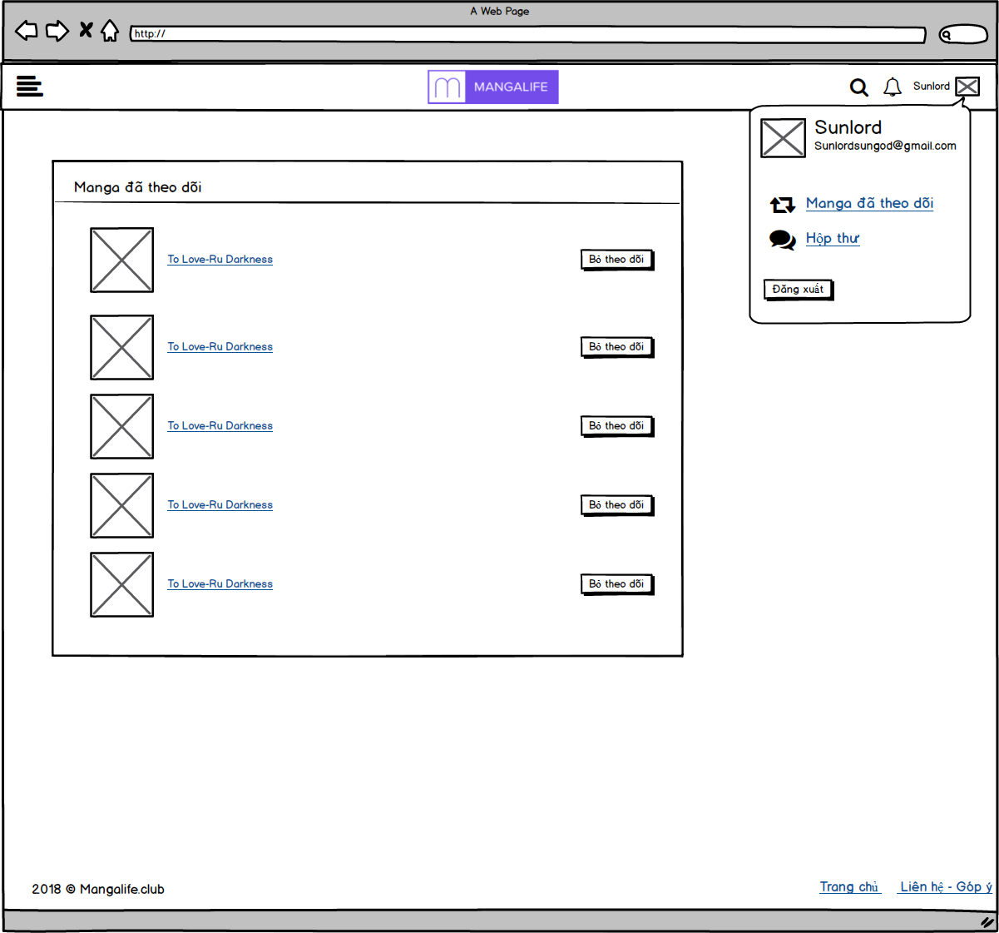 A Web Page
http://
MANGALIFE
Sunlord
Sunlord
Sunlordsungod@gmail.com
Manga đã theo dõi
Hộp thư
Đăng xuất
Manga đã theo dõi
To Love-Ru Darkness
Bỏ theo dõi
To Love-Ru Darkness
Bỏ theo dõi
To Love-Ru Darkness
Bỏ theo dõi
To Love-Ru Darkness
Bỏ theo dõi
To Love-Ru Darkness
Bỏ theo dõi
2018 © Mangalife.club
Trang chủ
Liên hệ - Góp ý